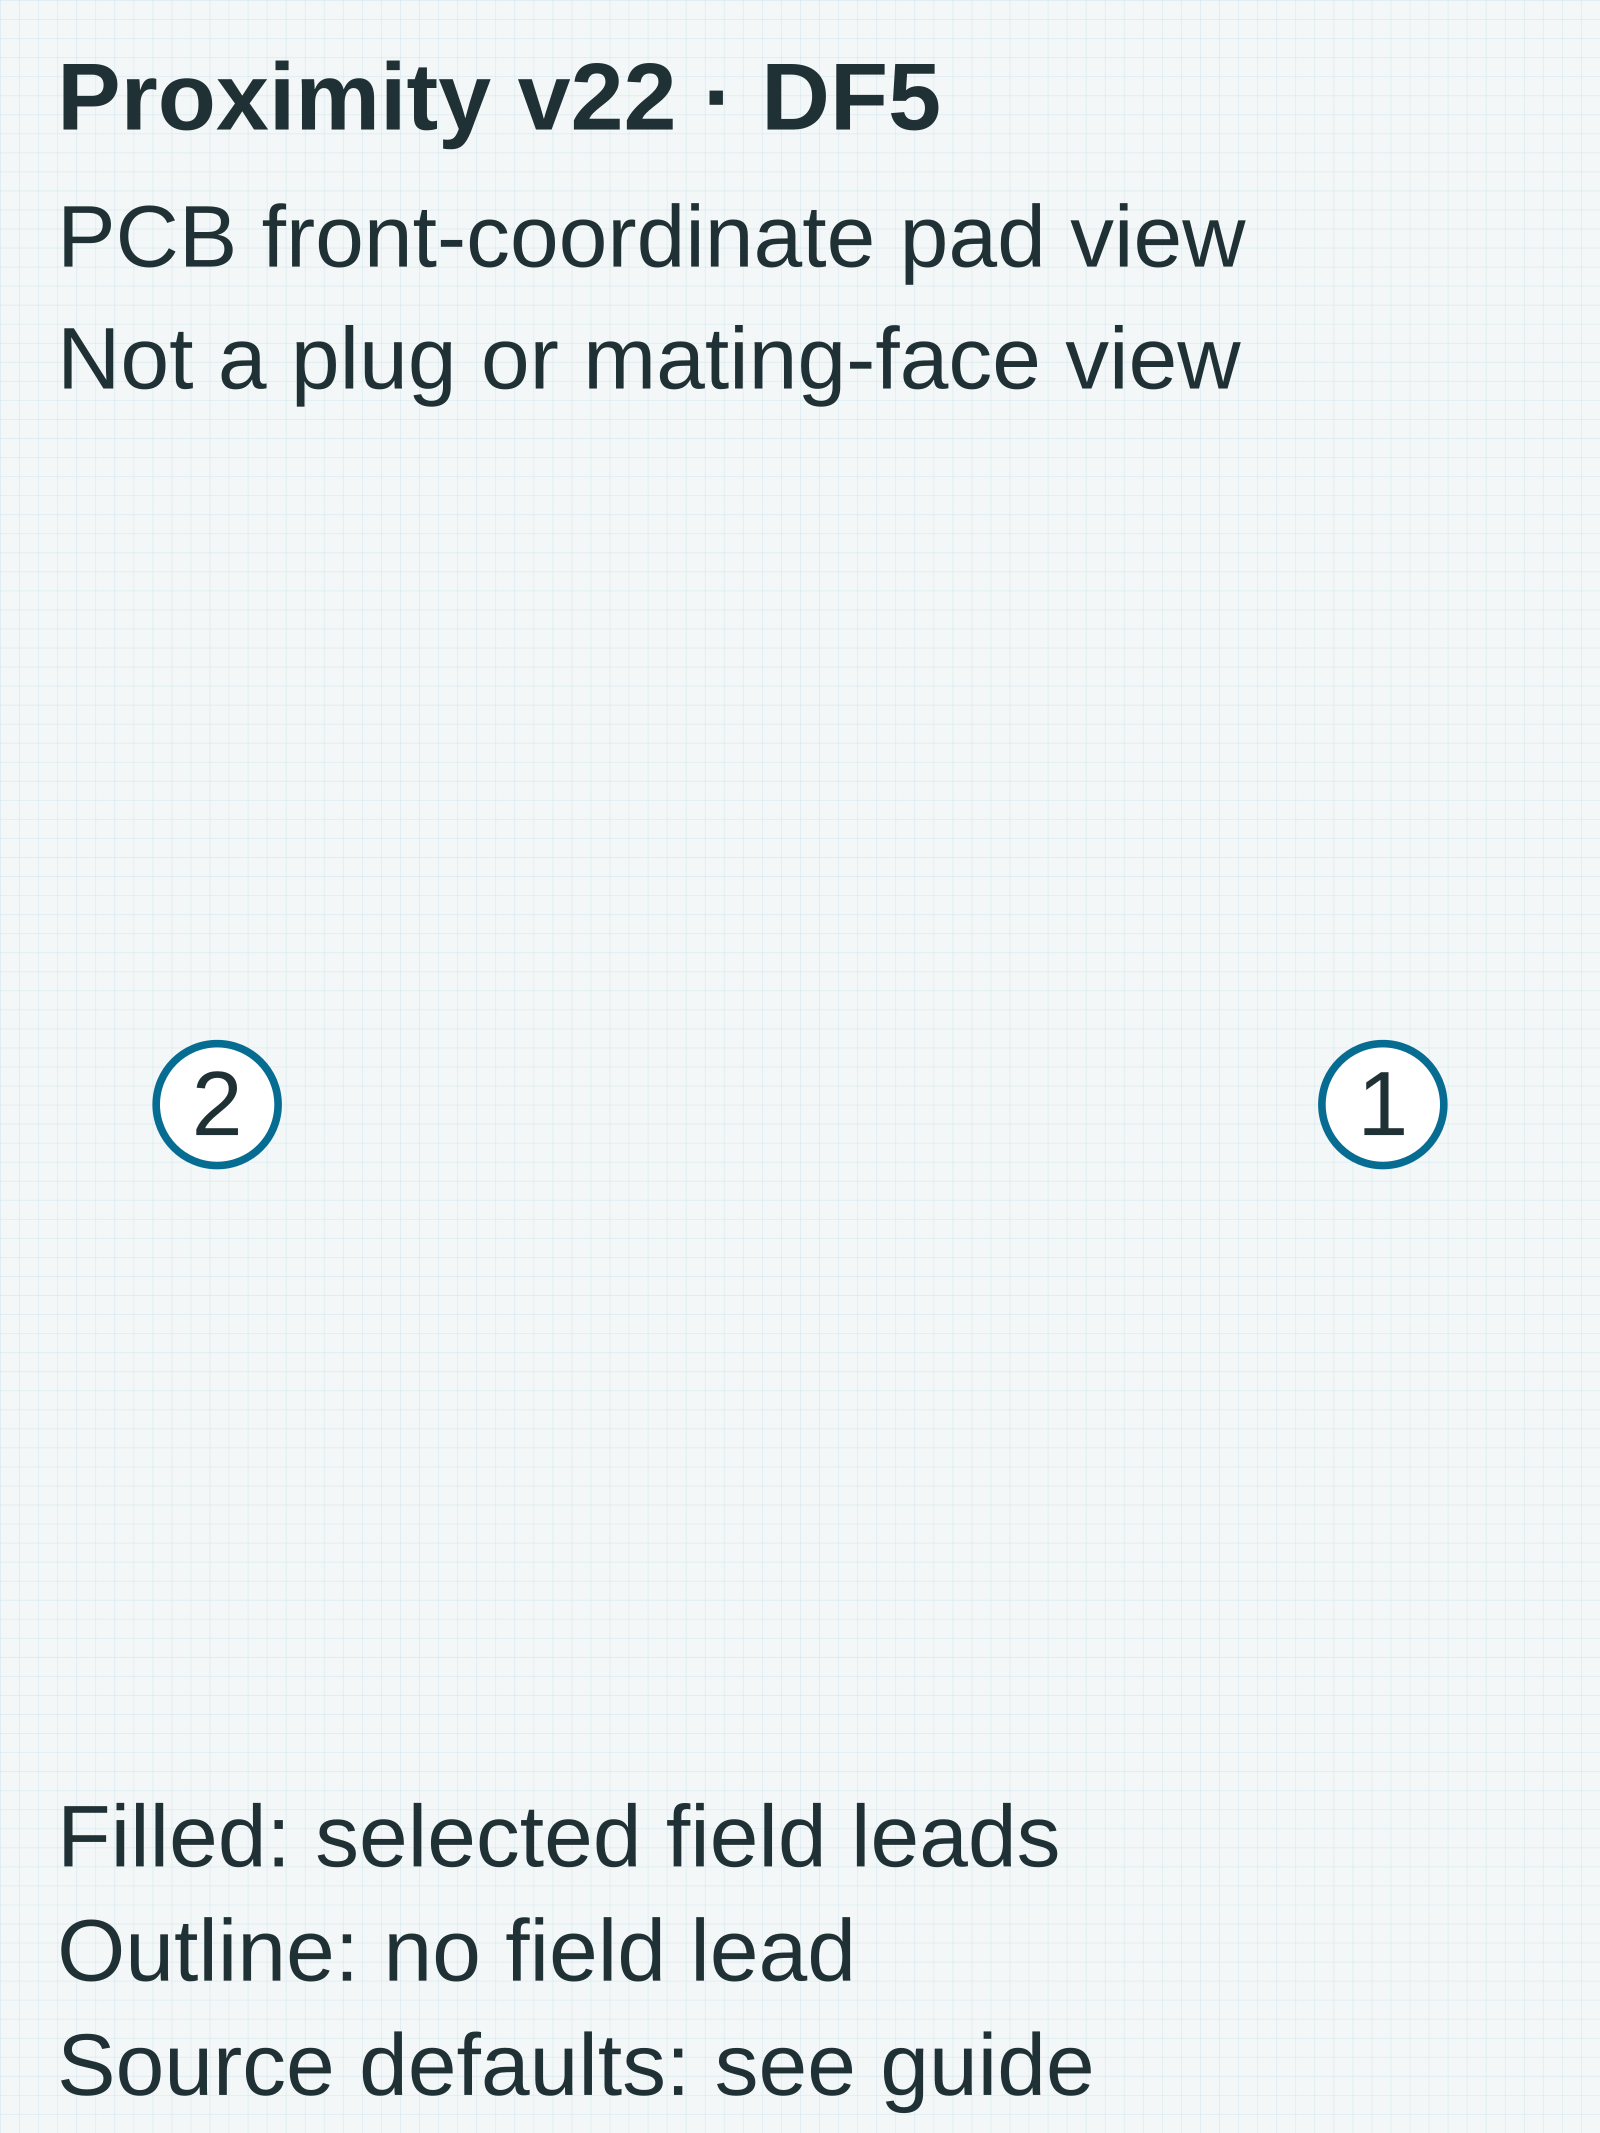 Proximity v22 · DF5
PCB front-coordinate pad view
Not a plug or mating-face view
2 1
Filled: selected field leads
Outline: no field lead
Source defaults: see guide